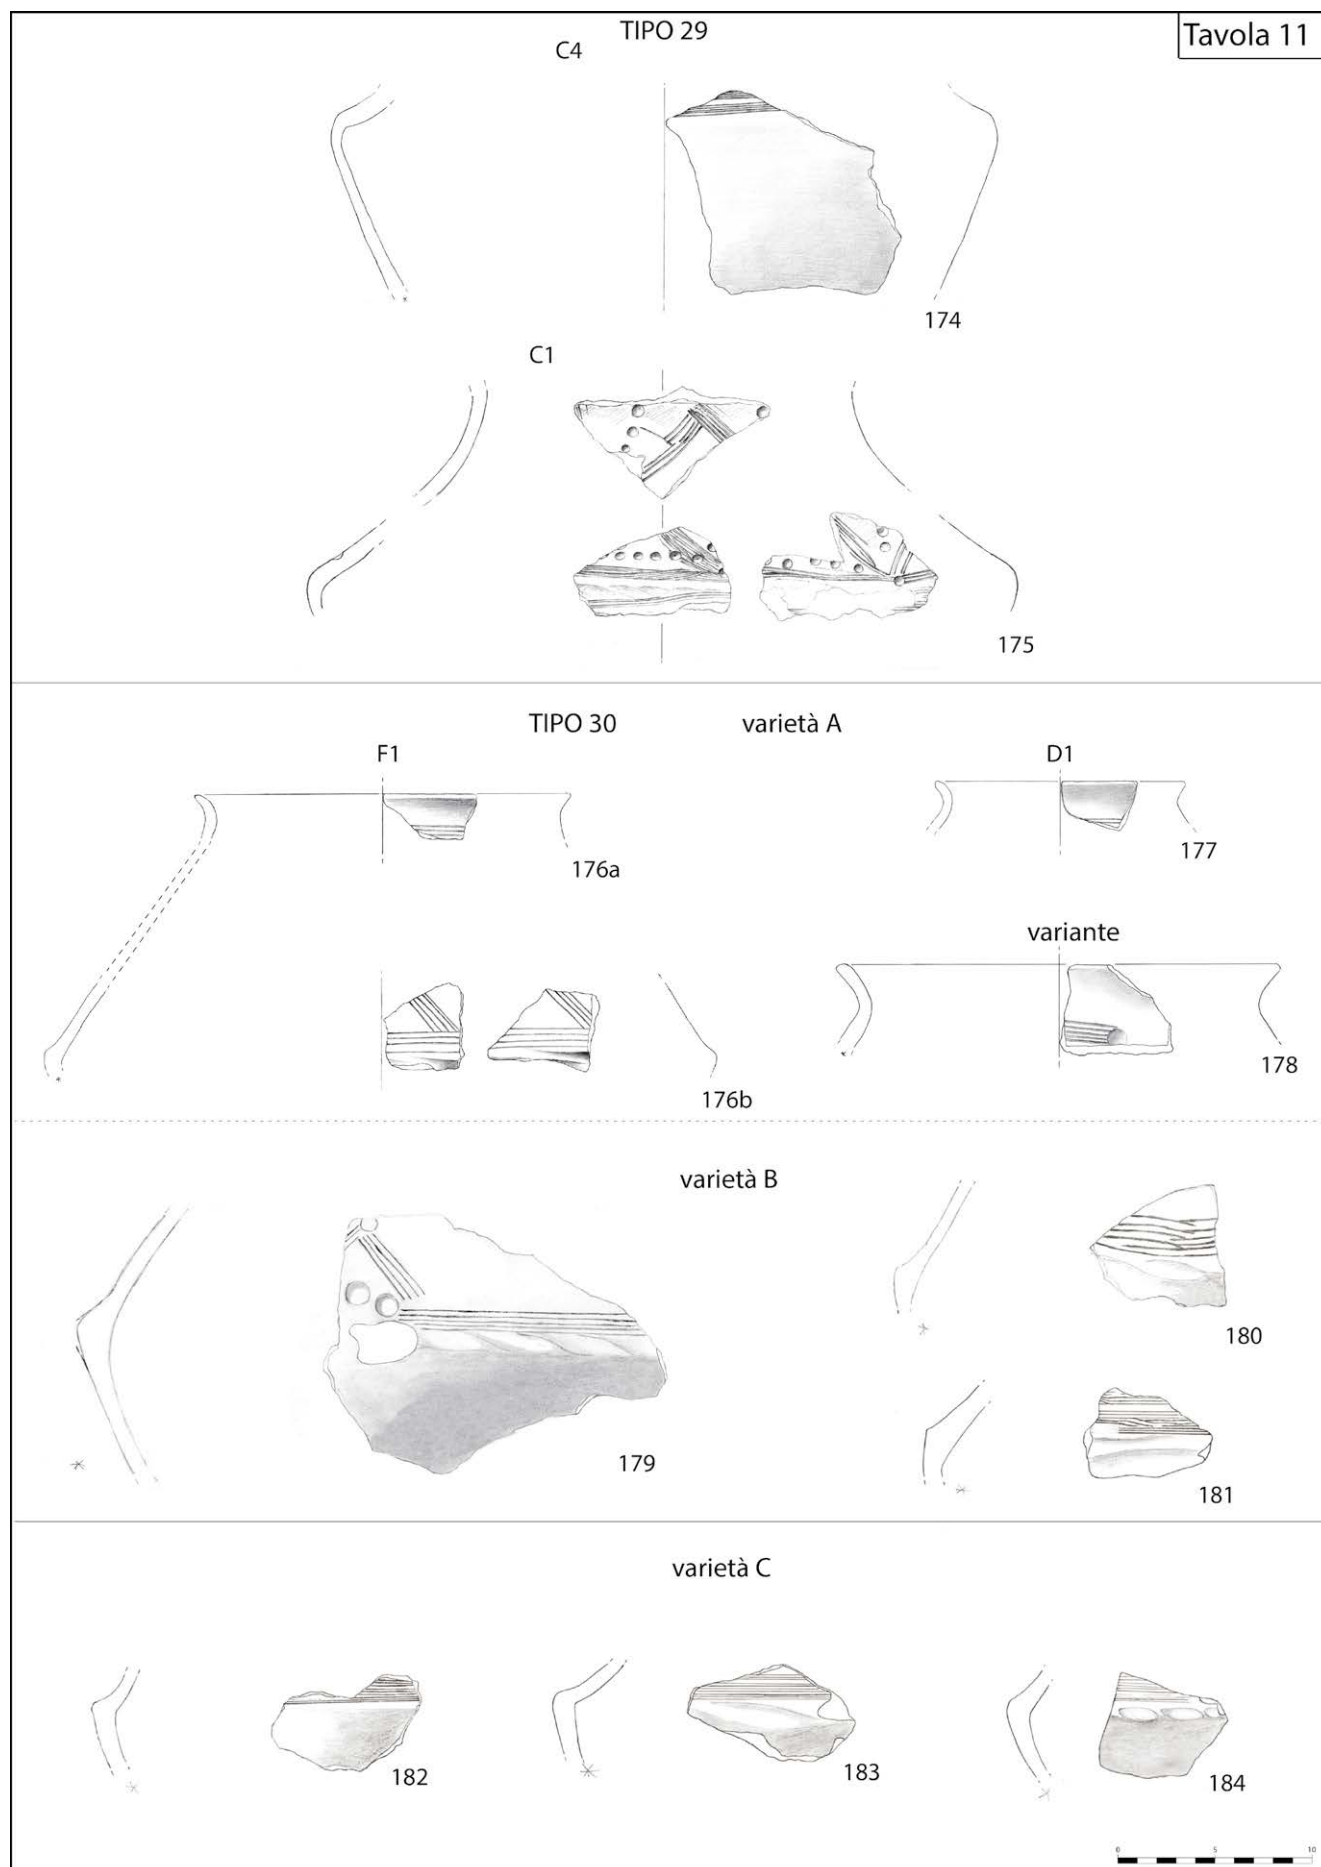 TIPO 29
Tavola 11
C4
174
C1
175
TIPO 30
varietà A
F1
D1
176a
177
variante
178
176b
varietà B
180
179
181
varietà C
182
183
184
0 5 10